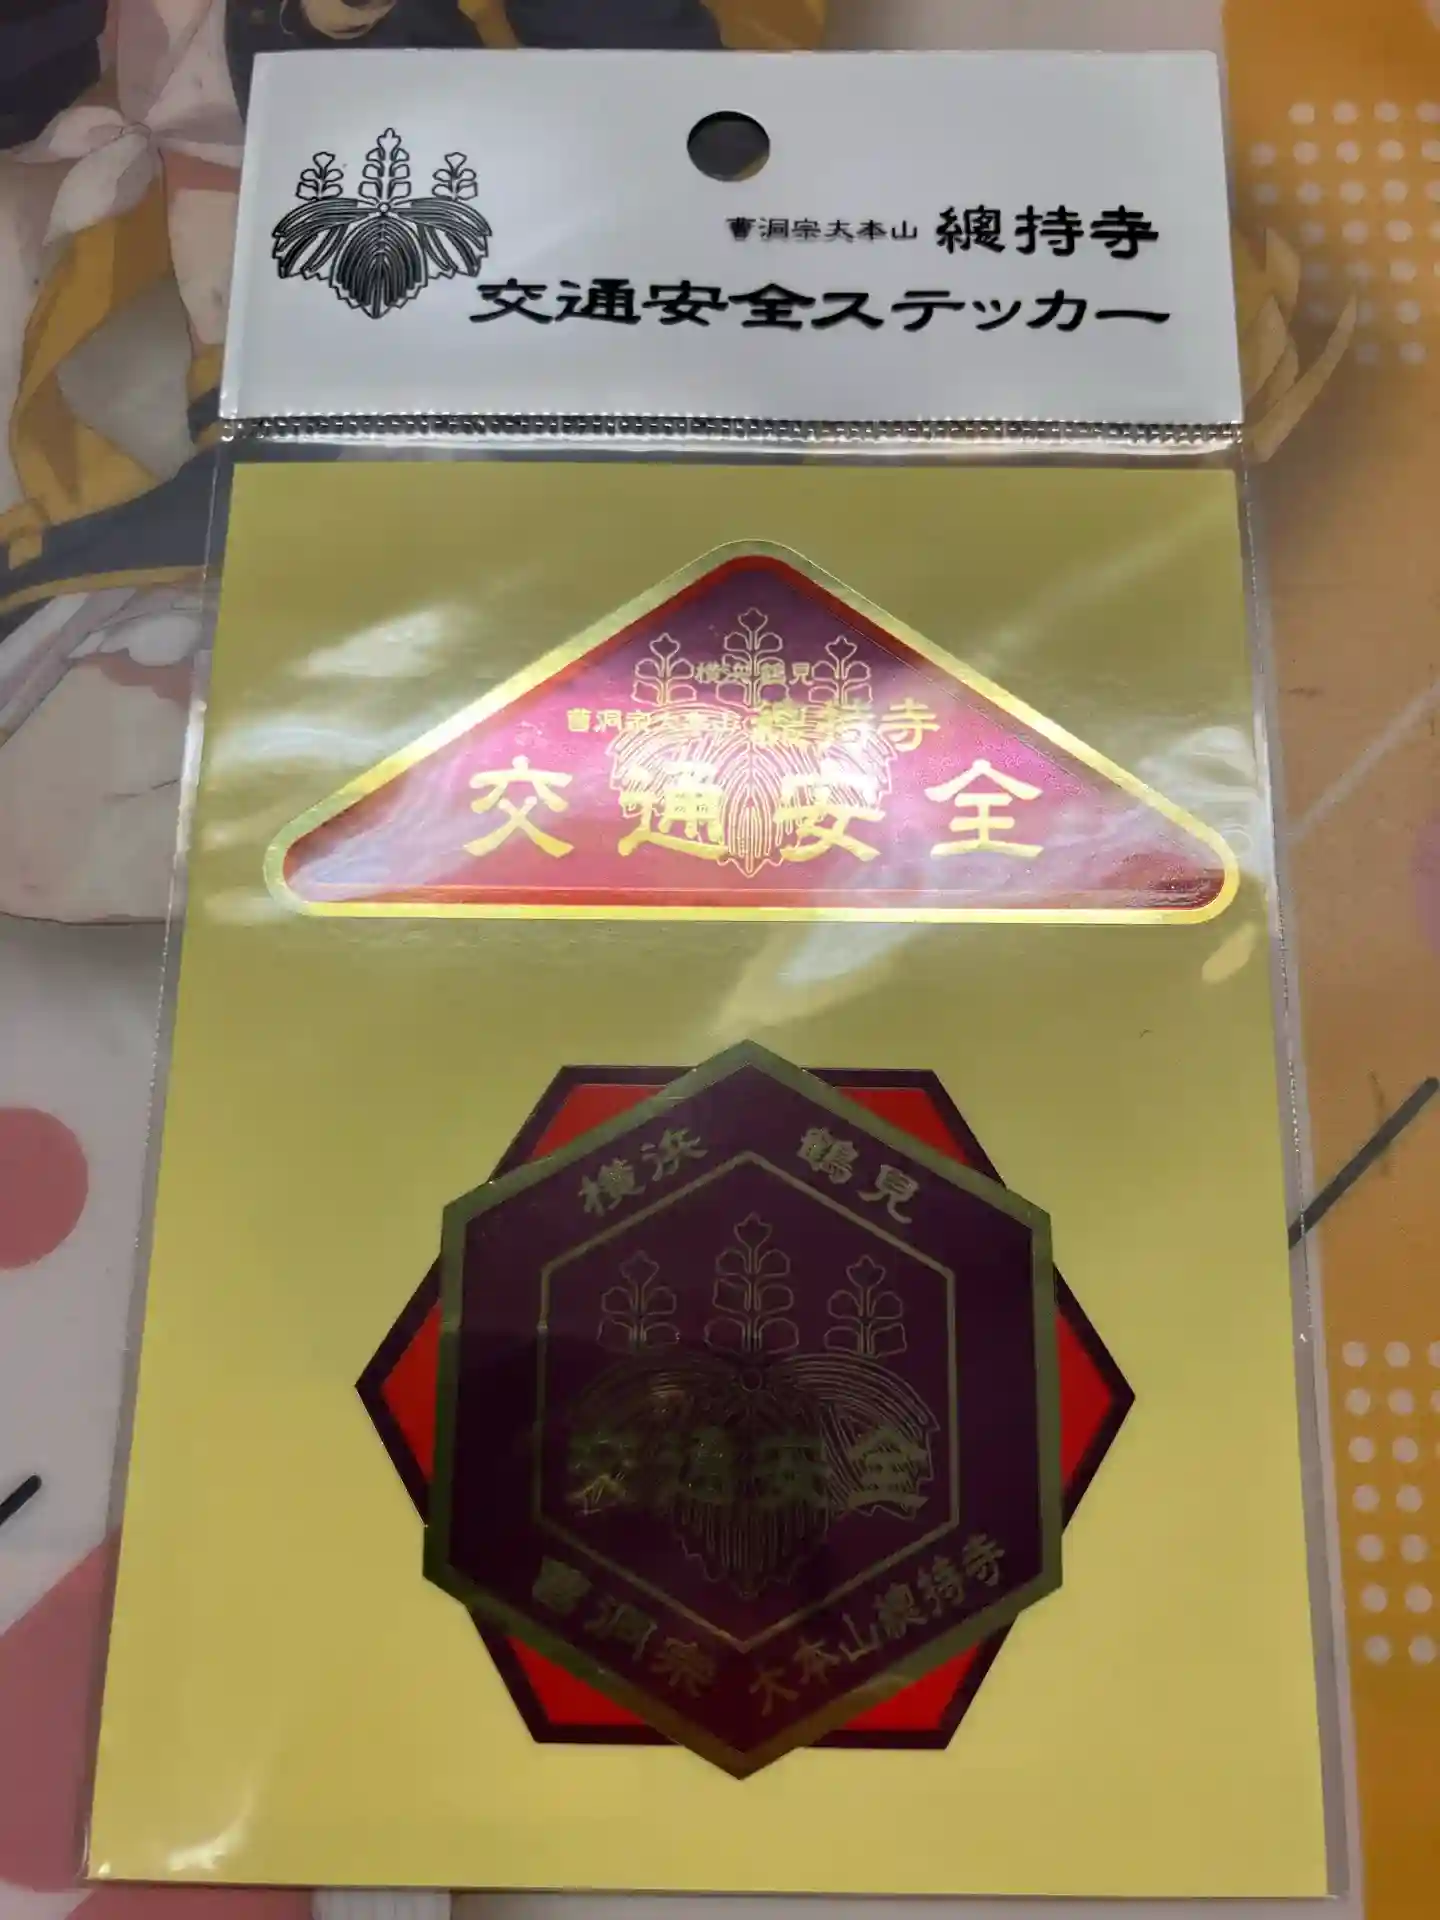 曹洞宗大本山 總持寺
交通安全ステッカー
横浜鶴見
曹洞宗大本山 總持寺
交通安全
横浜 鶴見
交通安全
曹洞宗 大本山總持寺